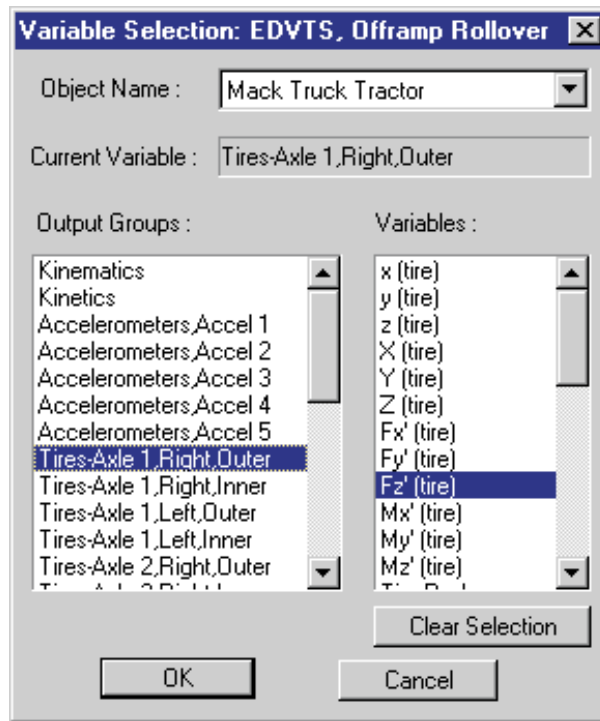 Variable Selection: EDVTS, Offramp Rollover
Object Name : Mack Truck Tractor
Current Variable : Tires-Axle 1,Right,Outer
Output Groups :
Kinematics
Kinetics
Accelerometers,Accel 1
Accelerometers,Accel 2
Accelerometers,Accel 3
Accelerometers,Accel 4
Accelerometers,Accel 5
Tires-Axle 1,Right,Outer
Tires-Axle 1,Right,Inner
Tires-Axle 1,Left,Outer
Tires-Axle 1,Left,Inner
Tires-Axle 2,Right,Outer
Variables :
x (tire)
y (tire)
z (tire)
X (tire)
Y (tire)
Z (tire)
Fx' (tire)
Fy' (tire)
Fz' (tire)
Mx' (tire)
My' (tire)
Mz' (tire)
Clear Selection
OK
Cancel